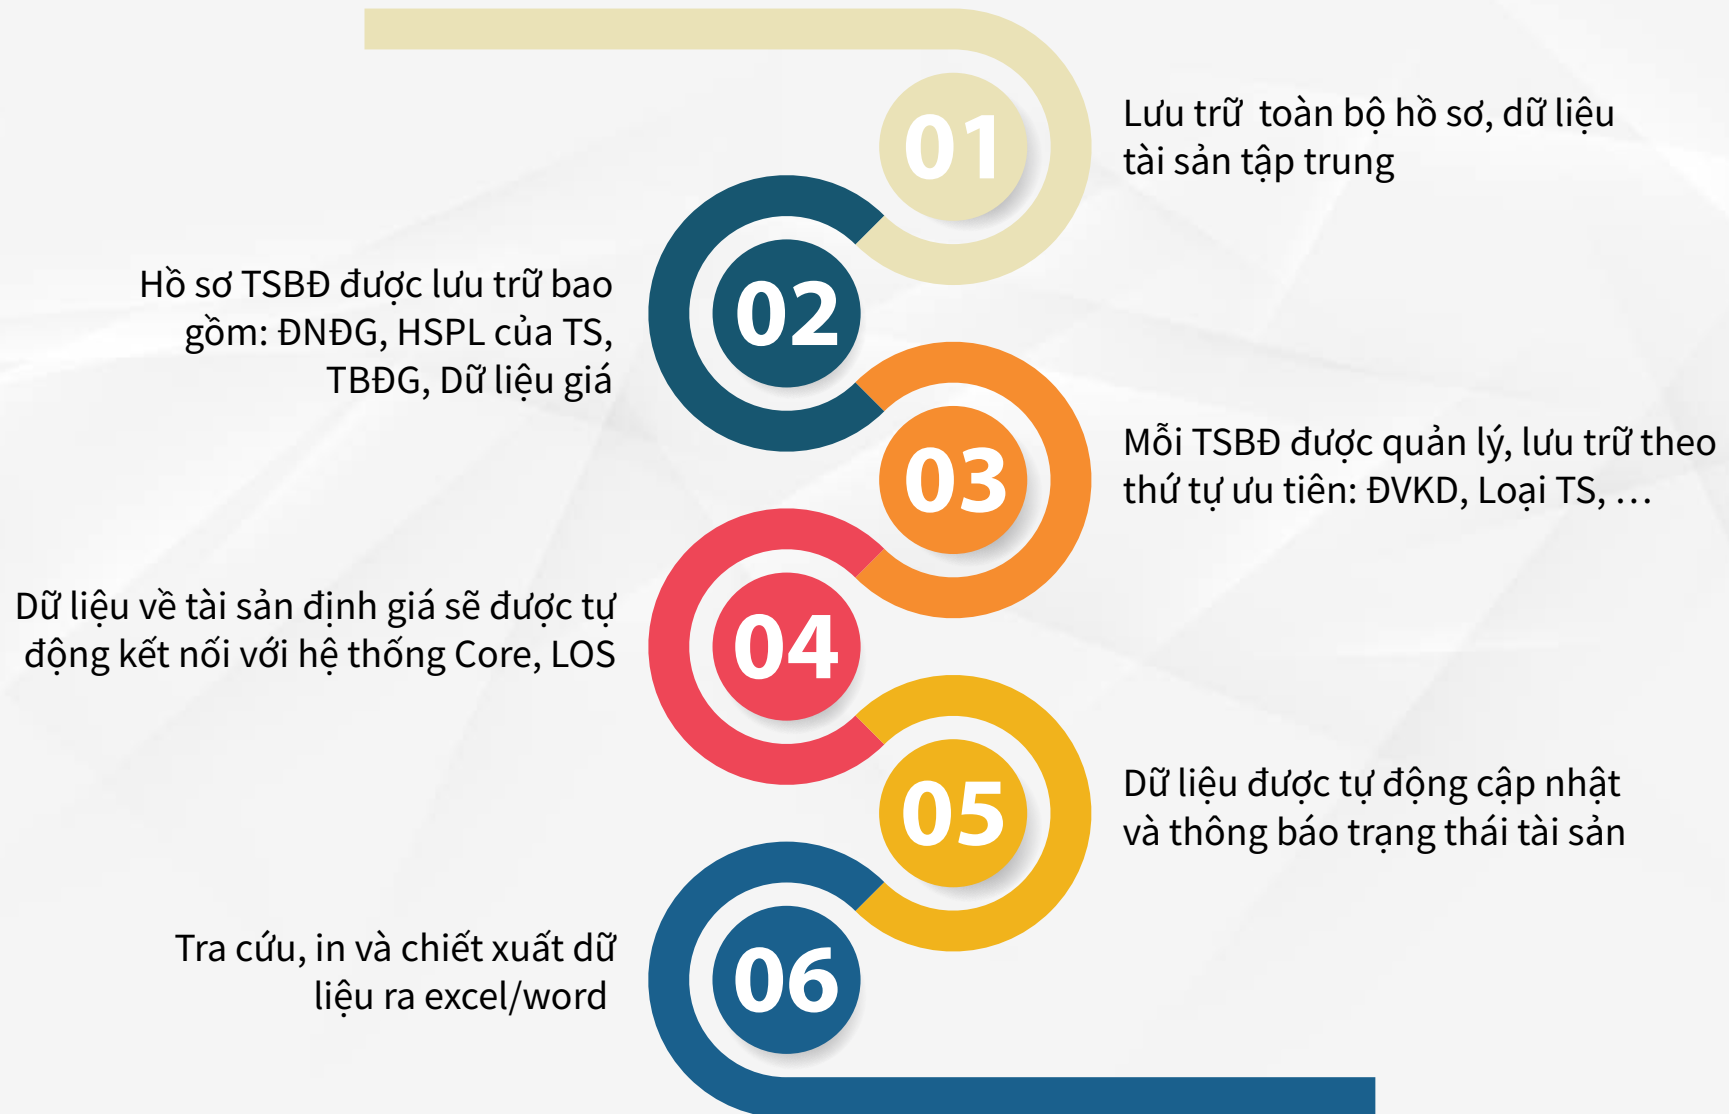 01
Lưu trữ toàn bộ hồ sơ, dữ liệu
tài sản tập trung
02
Hồ sơ TSBĐ được lưu trữ bao
gồm: ĐNĐG, HSPL của TS,
TBĐG, Dữ liệu giá
03
Mỗi TSBĐ được quản lý, lưu trữ theo
thứ tự ưu tiên: ĐVKD, Loại TS, …
04
Dữ liệu về tài sản định giá sẽ được tự
động kết nối với hệ thống Core, LOS
05
Dữ liệu được tự động cập nhật
và thông báo trạng thái tài sản
06
Tra cứu, in và chiết xuất dữ
liệu ra excel/word